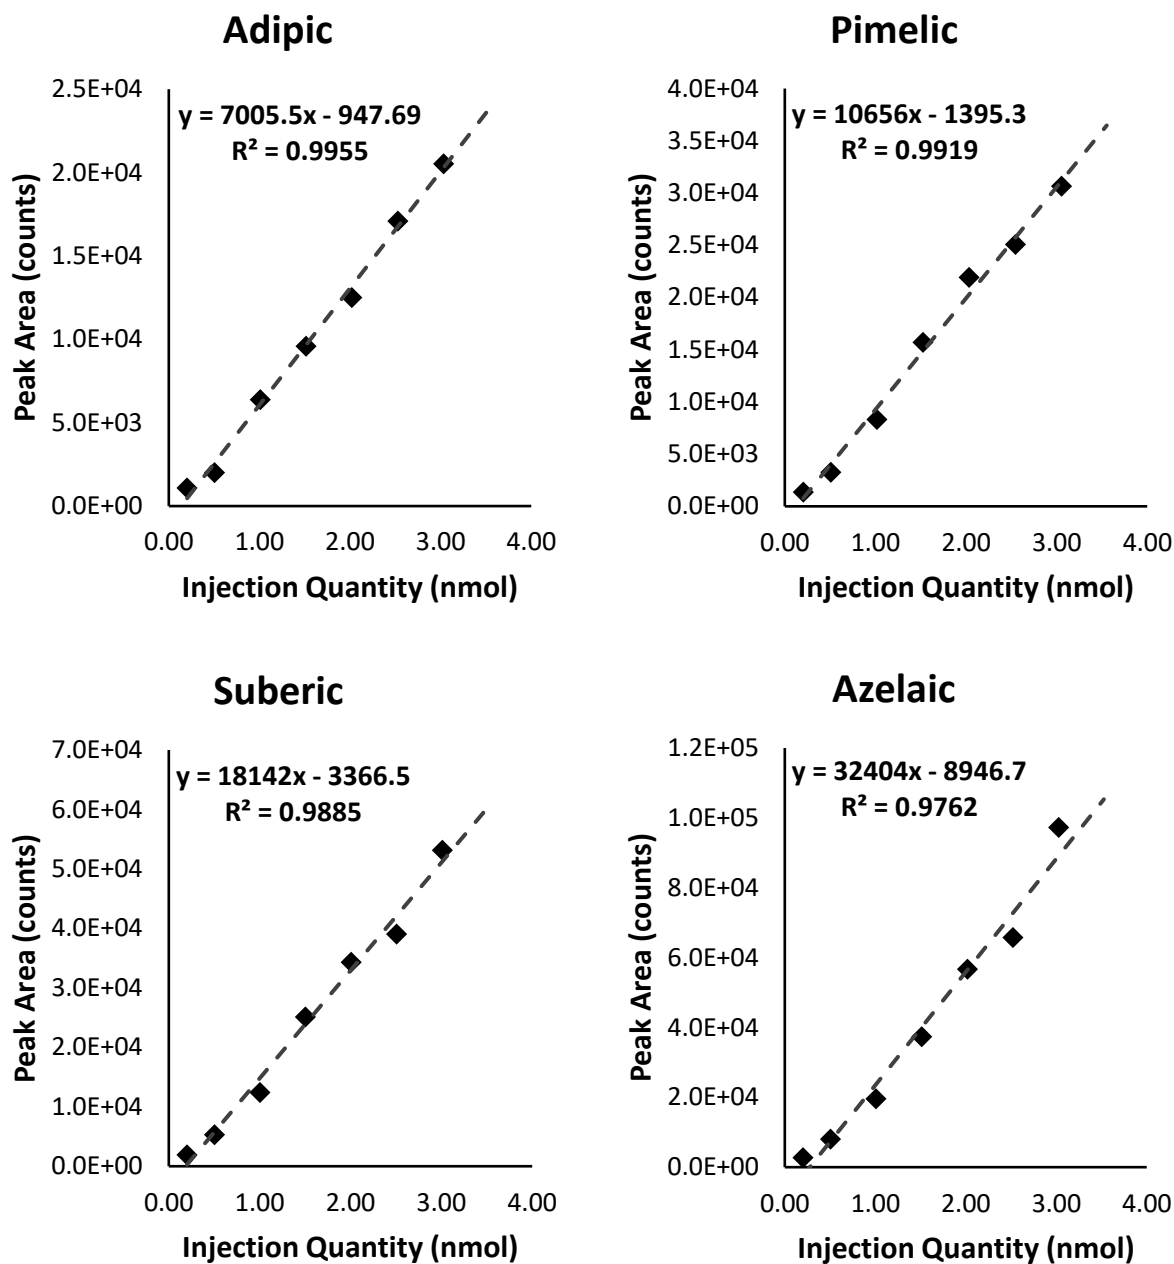 Adipic
y = 7005.5x - 947.69
R² = 0.9955
2.5E+04
2.0E+04
1.5E+04
1.0E+04
5.0E+03
0.0E+00
Peak Area (counts)
0.00 1.00 2.00 3.00 4.00
Injection Quantity (nmol)
Pimelic
y = 10656x - 1395.3
R² = 0.9919
4.0E+04
3.5E+04
3.0E+04
2.5E+04
2.0E+04
1.5E+04
1.0E+04
5.0E+03
0.0E+00
Peak Area (counts)
0.00 1.00 2.00 3.00 4.00
Injection Quantity (nmol)
Suberic
y = 18142x - 3366.5
R² = 0.9885
7.0E+04
6.0E+04
5.0E+04
4.0E+04
3.0E+04
2.0E+04
1.0E+04
0.0E+00
Peak Area (counts)
0.00 1.00 2.00 3.00 4.00
Injection Quantity (nmol)
Azelaic
y = 32404x - 8946.7
R² = 0.9762
1.2E+05
1.0E+05
8.0E+04
6.0E+04
4.0E+04
2.0E+04
0.0E+00
Peak Area (counts)
0.00 1.00 2.00 3.00 4.00
Injection Quantity (nmol)